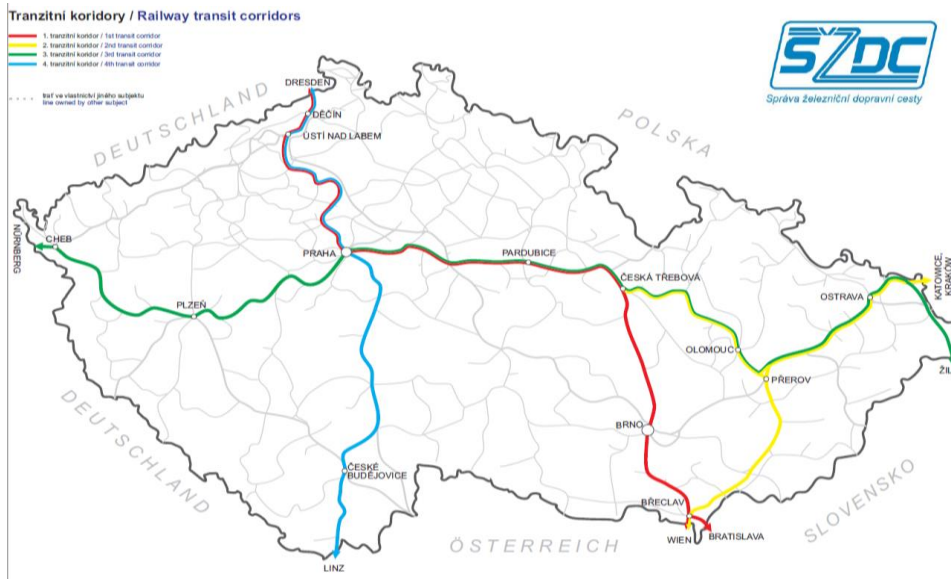 Tranzitní koridory / Railway transit corridors
1. tranzitní koridor / 1st transit corridor
2. tranzitní koridor / 2nd transit corridor
3. tranzitní koridor / 3rd transit corridor
4. tranzitní koridor / 4th transit corridor
trať ve vlastnictví jiného subjektu
line owned by other subject
SŽDC
Správa železniční dopravní cesty
DEUTSCHLAND
POLSKA
DRESDEN
DĚČÍN
ÚSTÍ NAD LABEM
NÜRNBERG
CHEB
PRAHA
PARDUBICE
ČESKÁ TŘEBOVÁ
KATOWICE,
KRAKÓW
OSTRAVA
PLZEŇ
OLOMOUC
PŘEROV
ŽIL
DEUTSCHLAND
BRNO
ČESKÉ
BUDĚJOVICE
BŘECLAV
SLOVENSKO
WIEN
BRATISLAVA
ÖSTERREICH
LINZ